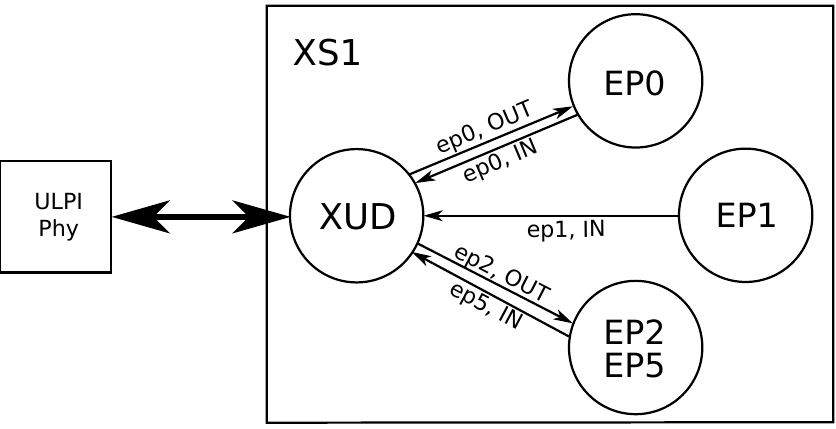 XS1
EP0
ep0, OUT
ep0, IN
ULPI
Phy
XUD
ep1, IN
EP1
ep2, OUT
ep5, IN
EP2
EP5